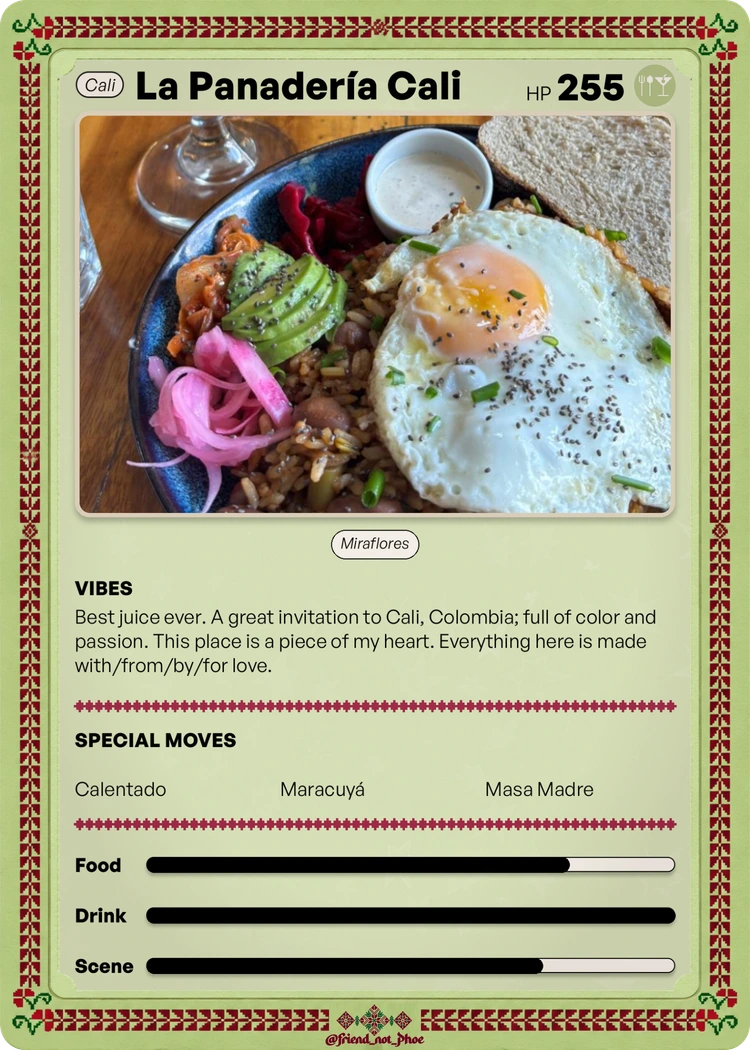 Cali
La Panadería Cali
HP 255
Miraflores
VIBES
Best juice ever. A great invitation to Cali, Colombia; full of color and
passion. This place is a piece of my heart. Everything here is made
with/from/by/for love.
SPECIAL MOVES
Calentado Maracuyá Masa Madre
Food
Drink
Scene
@friend_not_phoe